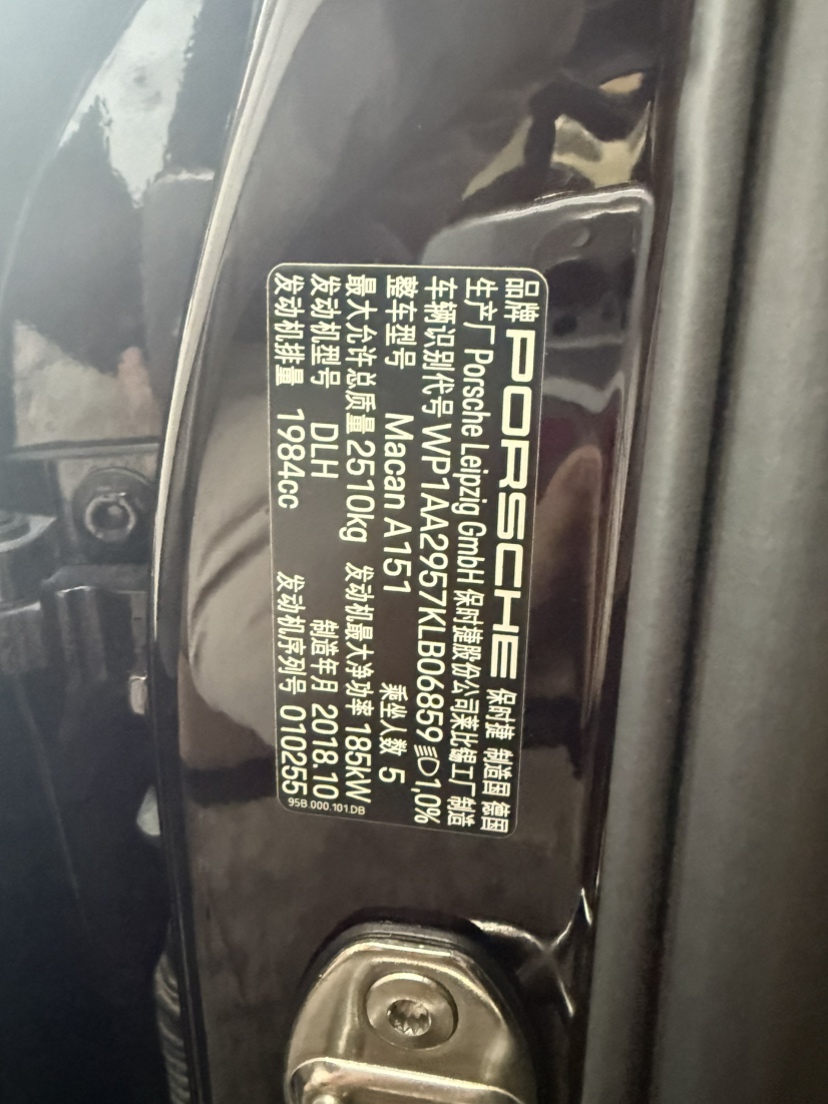 品牌 PORSCHE 保时捷 制造国 德国
生产厂 Porsche Leipzig GmbH 保时捷股份公司莱比锡工厂 制造
车辆识别代号 WP1AA2957KLB06859 1,0%
整车型号 Macan A151 乘坐人数 5
最大允许总质量 2510kg 发动机最大净功率 185kW
发动机型号 DLH 制造年月 2018.10
发动机排量 1984cc 发动机序列号 010255
95B.000.101.DB